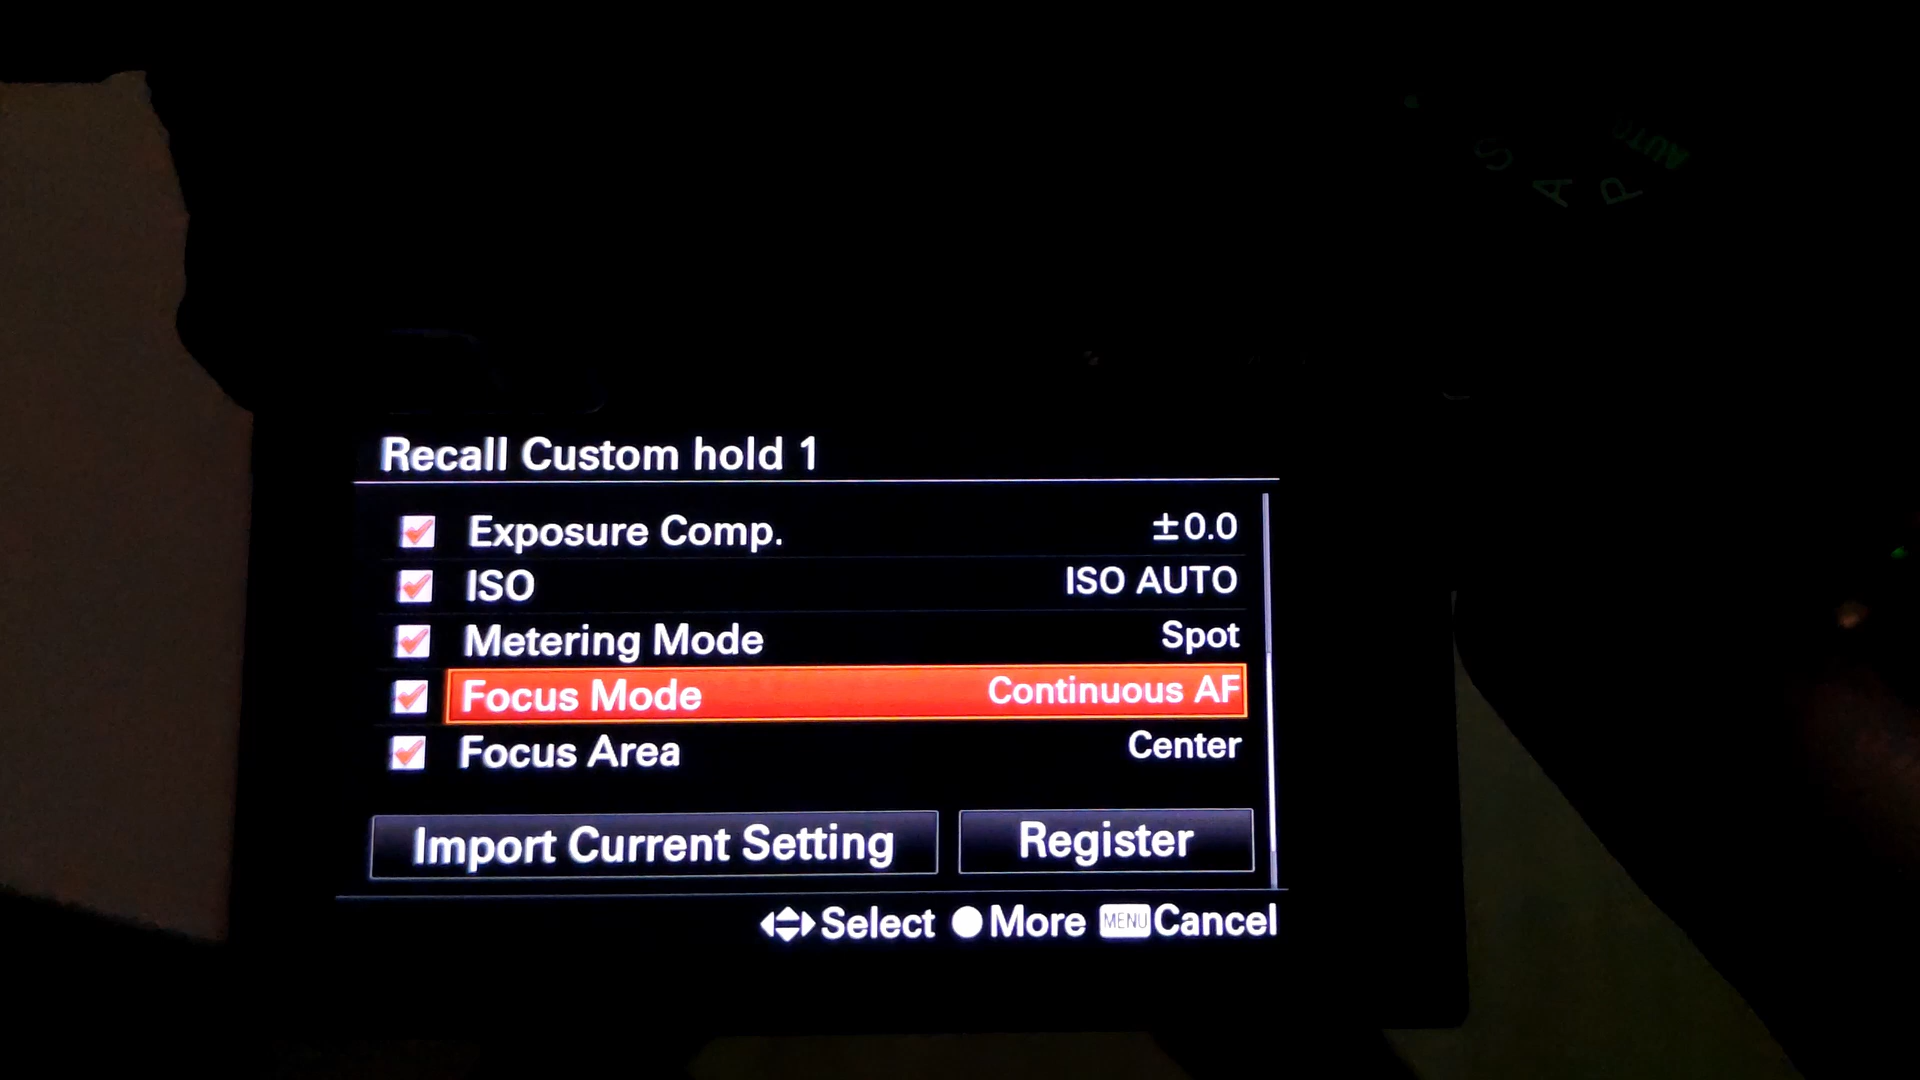 AUTO
S
A
P
Recall Custom hold 1
Exposure Comp. ±0.0
ISO ISO AUTO
Metering Mode Spot
Focus Mode Continuous AF
Focus Area Center
Import Current Setting Register
Select More MENU Cancel